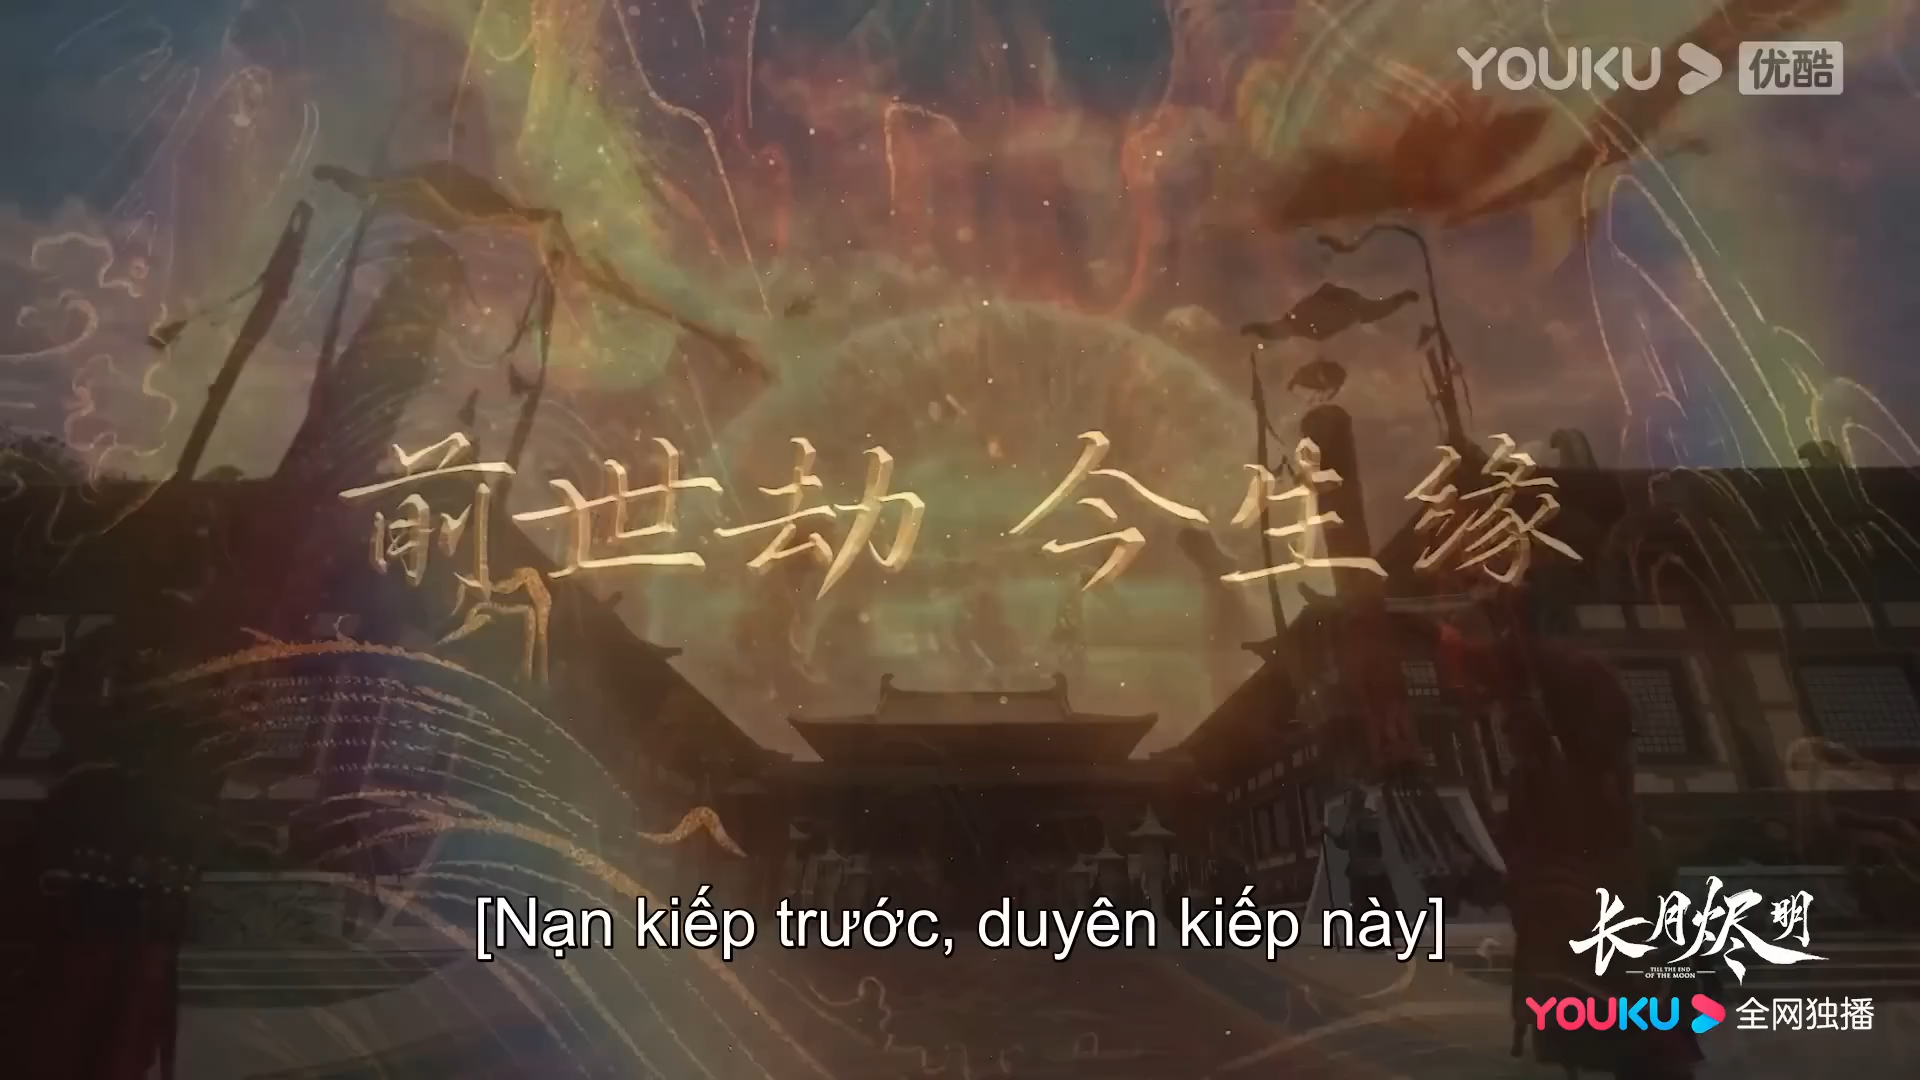 YOUKU 优酷
前世劫 今生缘
[Nạn kiếp trước, duyên kiếp này]
长月烬明
TILL THE END
OF THE MOON
YOUKU 全网独播